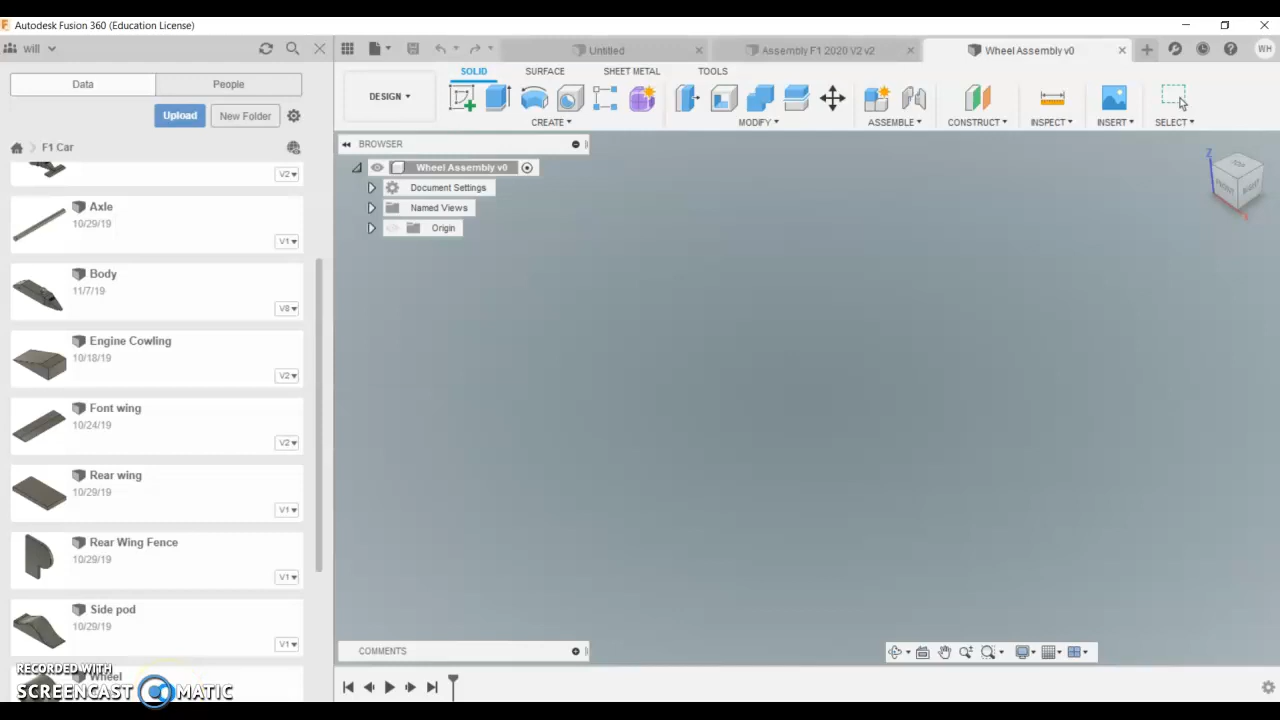 Autodesk Fusion 360 (Education License)
will
Untitled
Assembly F1 2020 V2 v2
Wheel Assembly v0
WH
Data
People
Upload
New Folder
F1 Car
V2
Axle
10/29/19
V1
Body
11/7/19
V8
Engine Cowling
10/18/19
V2
Font wing
10/24/19
V2
Rear wing
10/29/19
V1
Rear Wing Fence
10/29/19
V1
Side pod
10/29/19
V1
Wheel
RECORDED WITH
SCREENCAST MATIC
DESIGN
SOLID
SURFACE
SHEET METAL
TOOLS
CREATE
MODIFY
ASSEMBLE
CONSTRUCT
INSPECT
INSERT
SELECT
BROWSER
Wheel Assembly v0
Document Settings
Named Views
Origin
Z
TOP
FRONT
RIGHT
X
COMMENTS